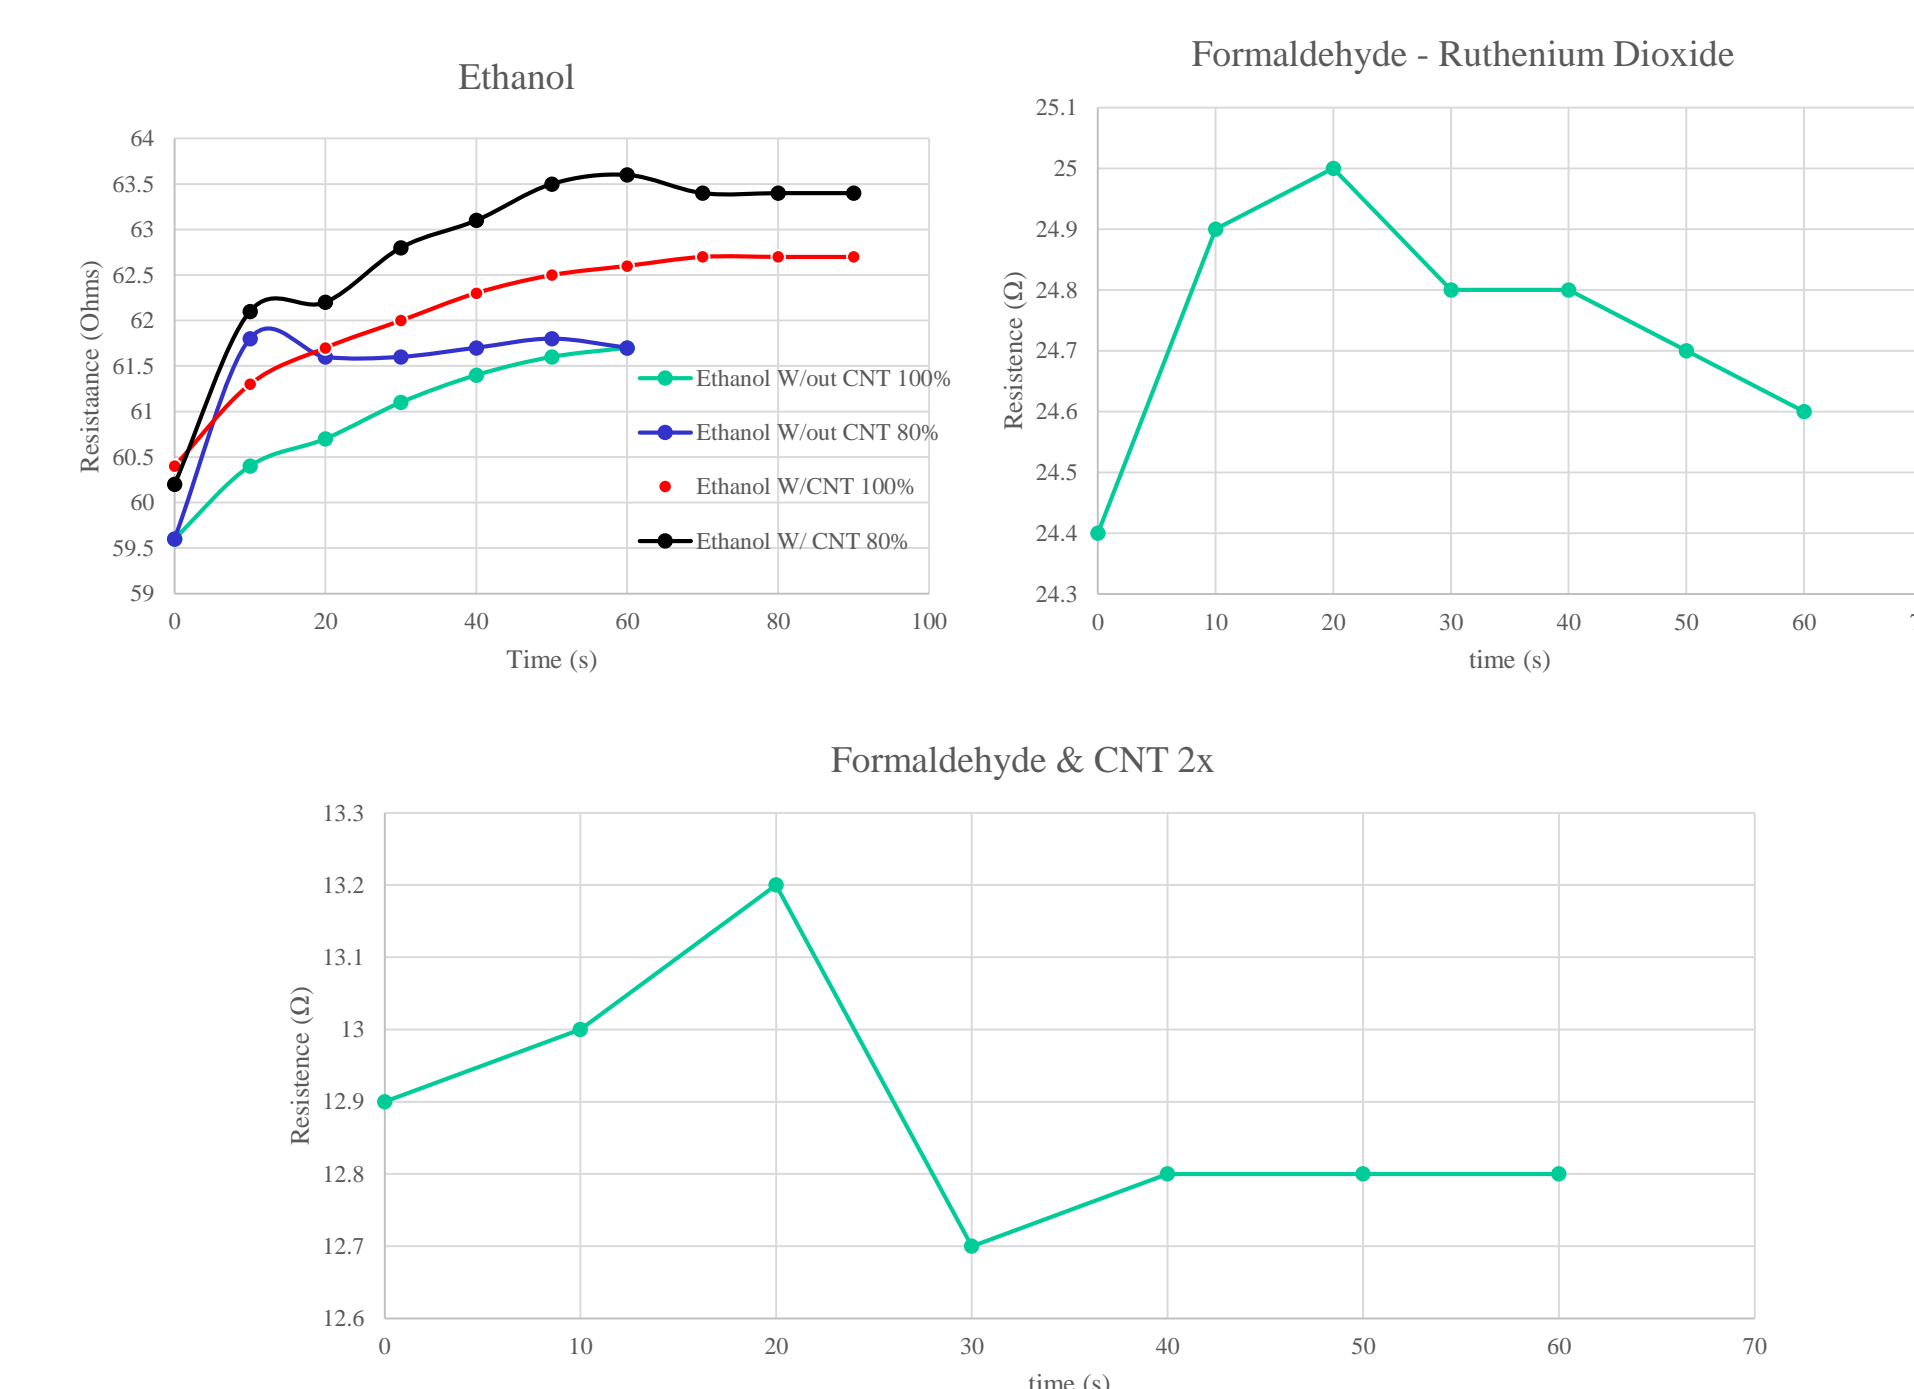 Ethanol
64
63.5
63
62.5
62
61.5
61
60.5
60
59.5
59
Resistaance (Ohms)
0 20 40 60 80 100
Time (s)
Ethanol W/out CNT 100%
Ethanol W/out CNT 80%
Ethanol W/CNT 100%
Ethanol W/ CNT 80%
Formaldehyde - Ruthenium Dioxide
25.1
25
24.9
24.8
24.7
24.6
24.5
24.4
24.3
Resistence (Ω)
0 10 20 30 40 50 60
time (s)
Formaldehyde & CNT 2x
13.3
13.2
13.1
13
12.9
12.8
12.7
12.6
Resistence (Ω)
0 10 20 30 40 50 60 70
time (s)